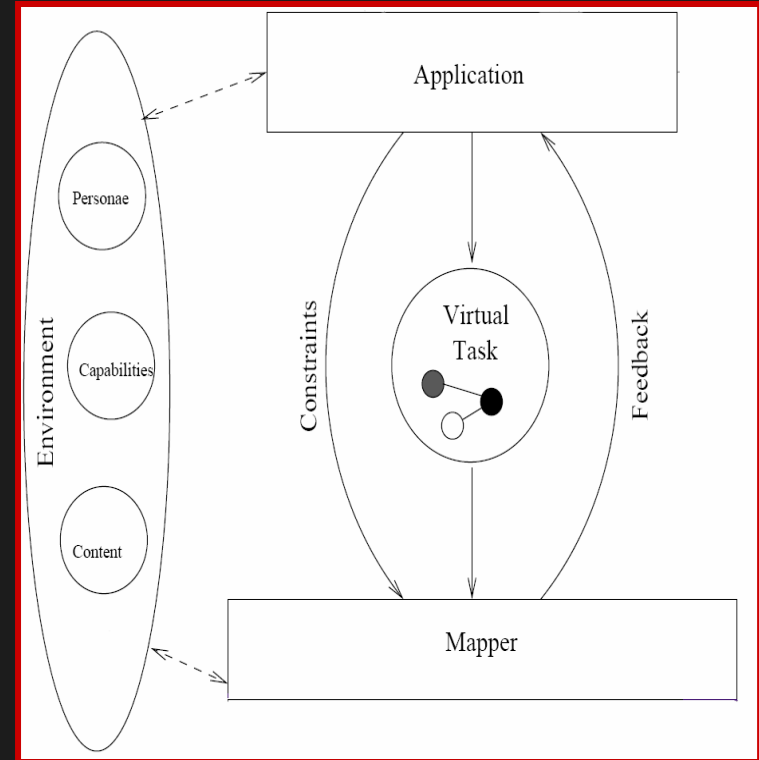 Application
Personae
Capabilities
Content
Environment
Constraints
Virtual
Task
Feedback
Mapper